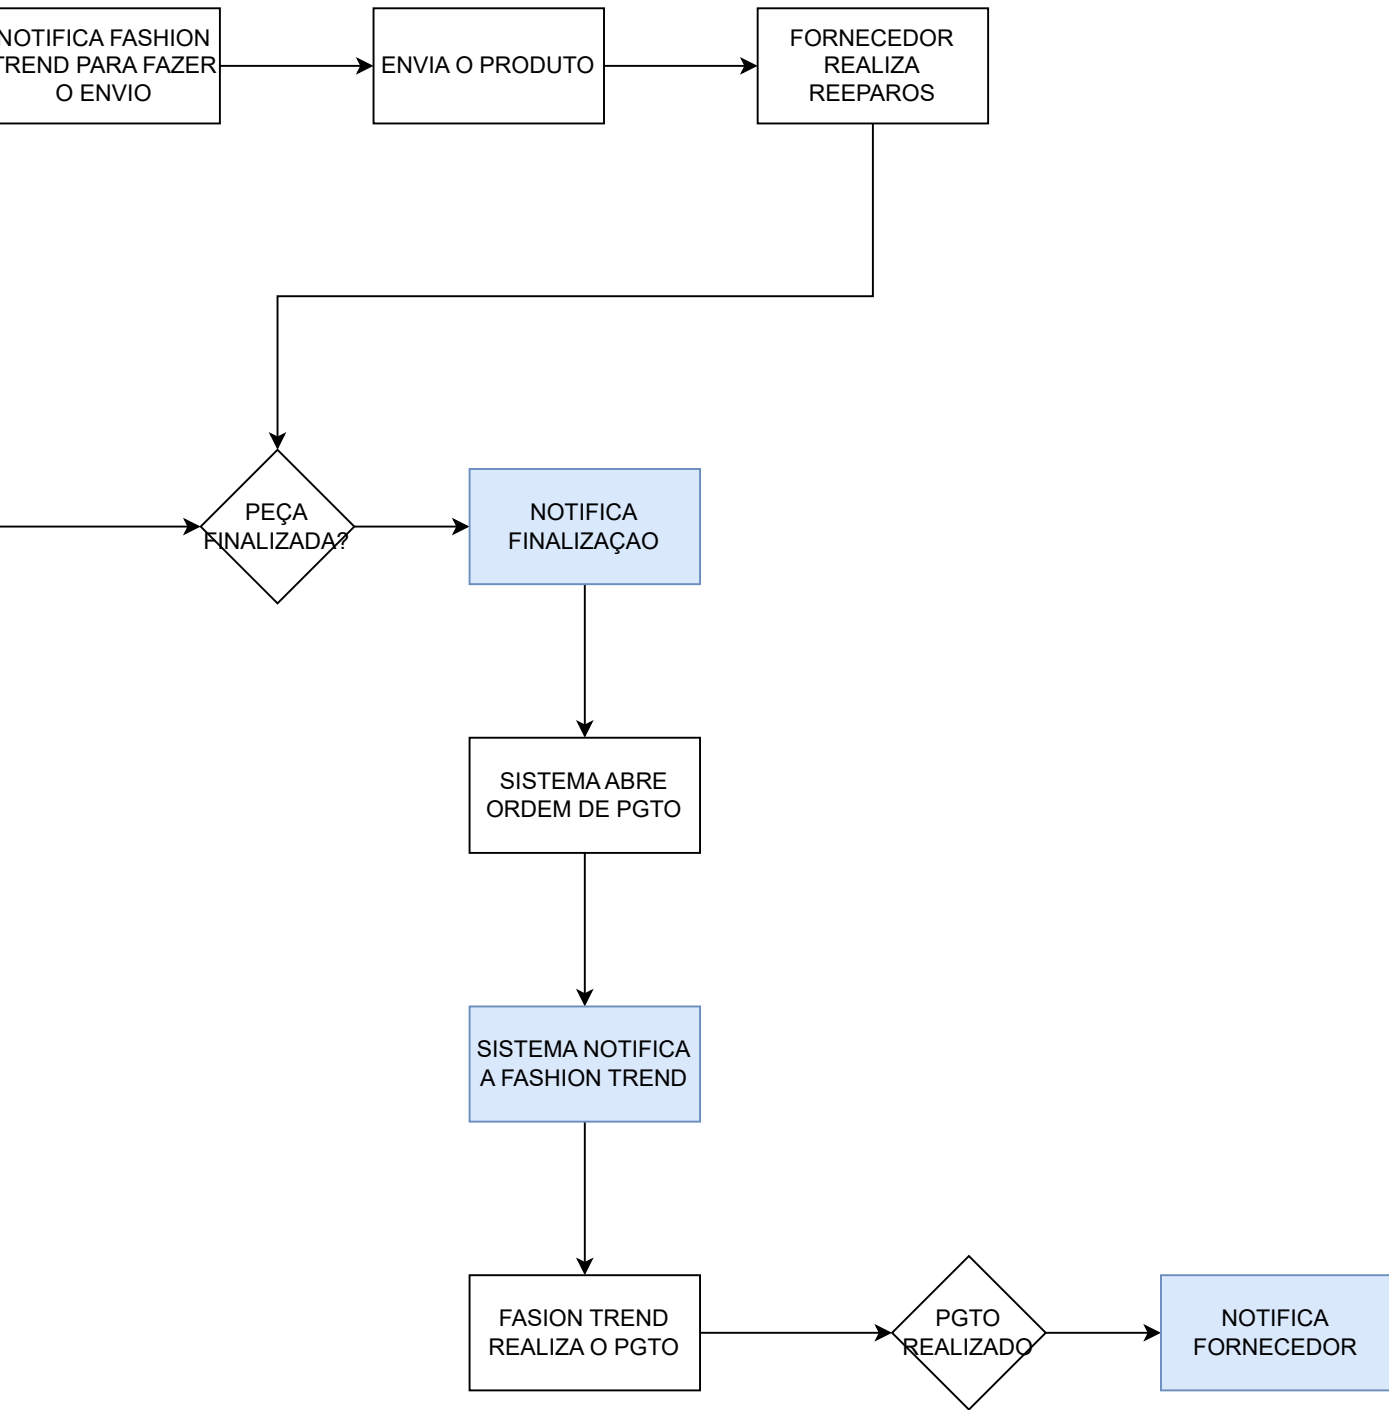 NOTIFICA FASHION
TREND PARA FAZER
O ENVIO
ENVIA O PRODUTO
FORNECEDOR
REALIZA
REEPAROS
PEÇA
FINALIZADA?
NOTIFICA
FINALIZAÇAO
SISTEMA ABRE
ORDEM DE PGTO
SISTEMA NOTIFICA
A FASHION TREND
FASION TREND
REALIZA O PGTO
PGTO
REALIZADO
NOTIFICA
FORNECEDOR